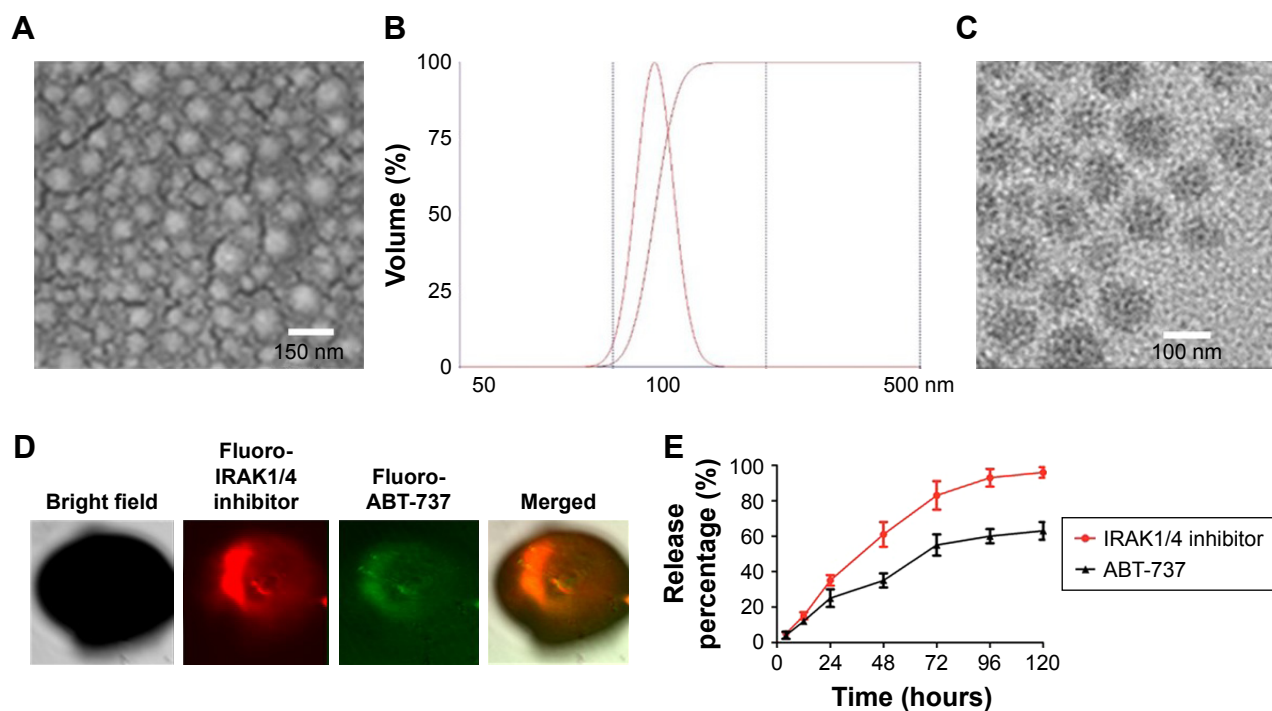 A
150 nm
B
Volume (%)
100
75
50
25
0
50
100
500 nm
C
100 nm
D
Bright field
Fluoro-
IRAK1/4
inhibitor
Fluoro-
ABT-737
Merged
E
Release
percentage (%)
100
80
60
40
20
0
0
24
48
72
96
120
Time (hours)
IRAK1/4 inhibitor
ABT-737